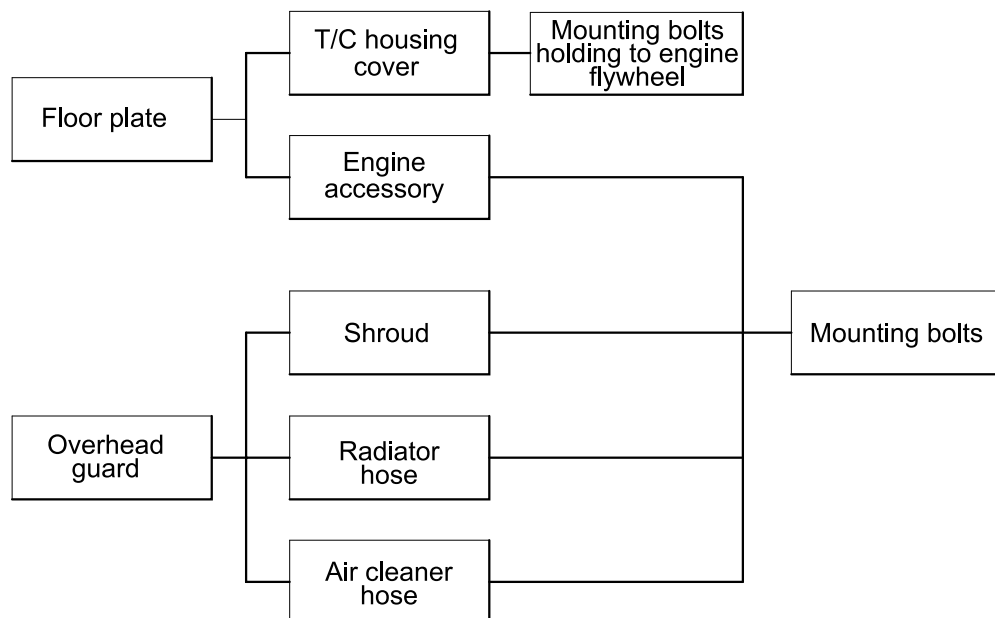 T/C housing
cover
Mounting bolts
holding to engine
flywheel
Floor plate
Engine
accessory
Shroud
Mounting bolts
Overhead
guard
Radiator
hose
Air cleaner
hose